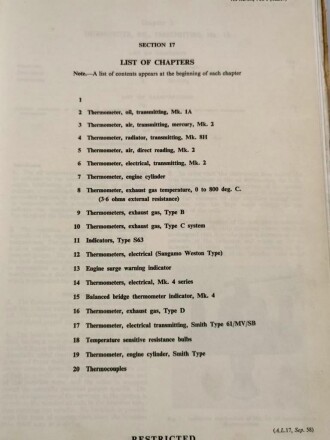 SECTION 17
LIST OF CHAPTERS
Note.—A list of contents appears at the beginning of each chapter
1
2 Thermometer, oil, transmitting, Mk. 1A
3 Thermometer, air, transmitting, mercury, Mk. 2
4 Thermometer, radiator, transmitting, Mk. 8H
5 Thermometer, air, direct reading, Mk. 2
6 Thermometer, electrical, transmitting, Mk. 2
7 Thermometer, engine cylinder
8 Thermometer, exhaust gas temperature, 0 to 800 deg. C.
(3·6 ohms external resistance)
9 Thermometers, exhaust gas, Type B
10 Thermometers, exhaust gas, Type C system
11 Indicators, Type S63
12 Thermometers, electrical (Sangamo Weston Type)
13 Engine surge warning indicator
14 Thermometers, electrical, Mk. 4 series
15 Balanced bridge thermometer indicator, Mk. 4
16 Thermometer, exhaust gas, Type D
17 Thermometer, electrical transmitting, Smith Type 61/MV/SB
18 Temperature sensitive resistance bulbs
19 Thermometer, engine cylinder, Smith Type
20 Thermocouples
(A.L.57, Sep. 56)
RESTRICTED